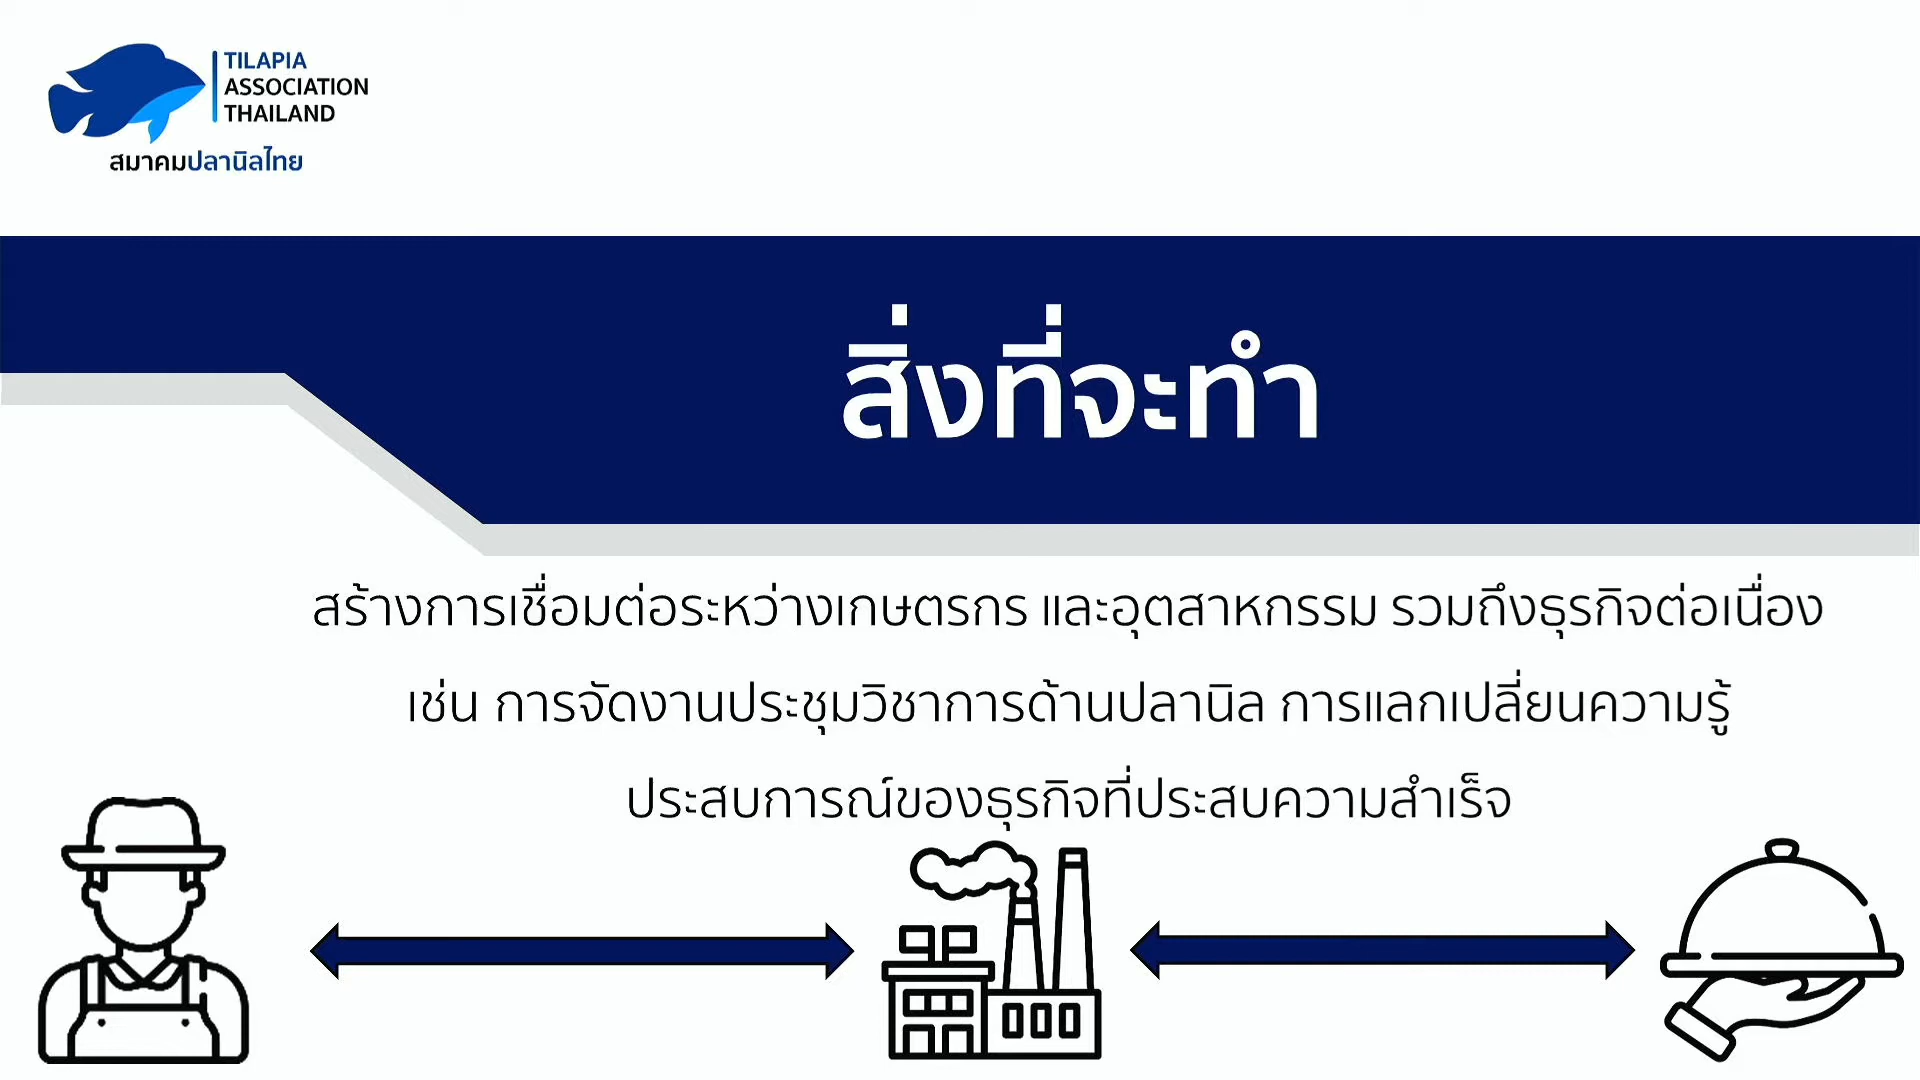 TILAPIA
ASSOCIATION
THAILAND
สมาคมปลานิลไทย
สิ่งที่จะทำ
สร้างการเชื่อมต่อระหว่างเกษตรกร และอุตสาหกรรม รวมถึงธุรกิจต่อเนื่อง
เช่น การจัดงานประชุมวิชาการด้านปลานิล การแลกเปลี่ยนความรู้
ประสบการณ์ของธุรกิจที่ประสบความสำเร็จ